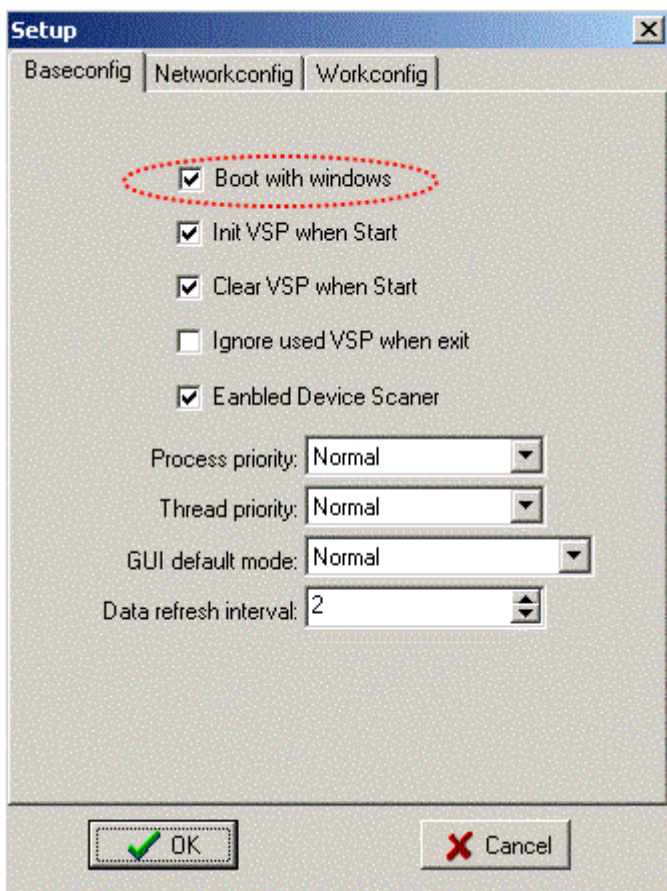 Setup
Baseconfig Networkconfig Workconfig
Boot with windows
Init VSP when Start
Clear VSP when Start
Ignore used VSP when exit
Eanbled Device Scaner
Process priority: Normal
Thread priority: Normal
GUI default mode: Normal
Data refresh interval: 2
OK Cancel